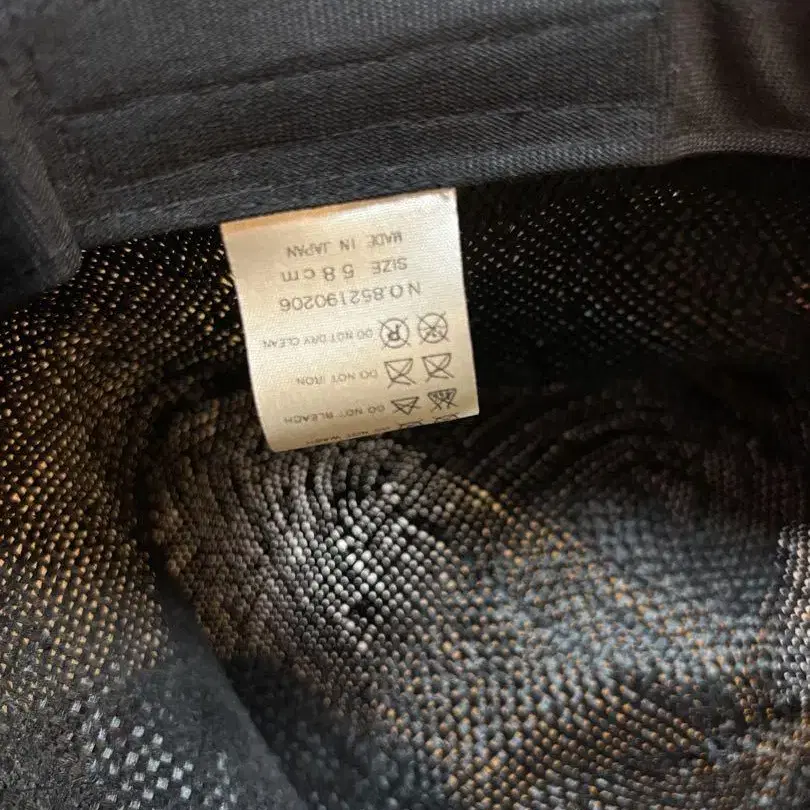 DO NOT BLEACH
DO NOT IRON
DO NOT DRY CLEAN
NO.852190206
SIZE 58cm
MADE IN JAPAN